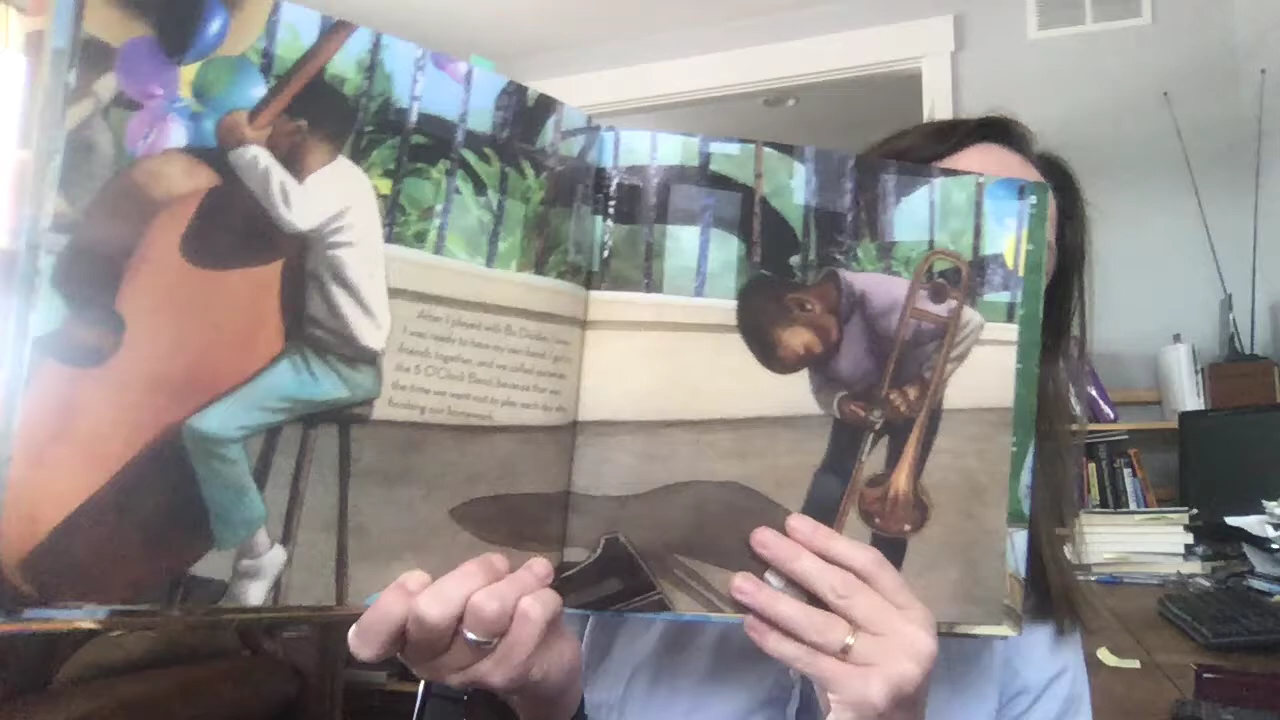 After I played with Bo Diddley, I knew
I was ready to have my own band. I got my
friends together, and we called ourselves
the 5 O'Clock Band, because that was
the time we went out to play each day after
finishing our homework.